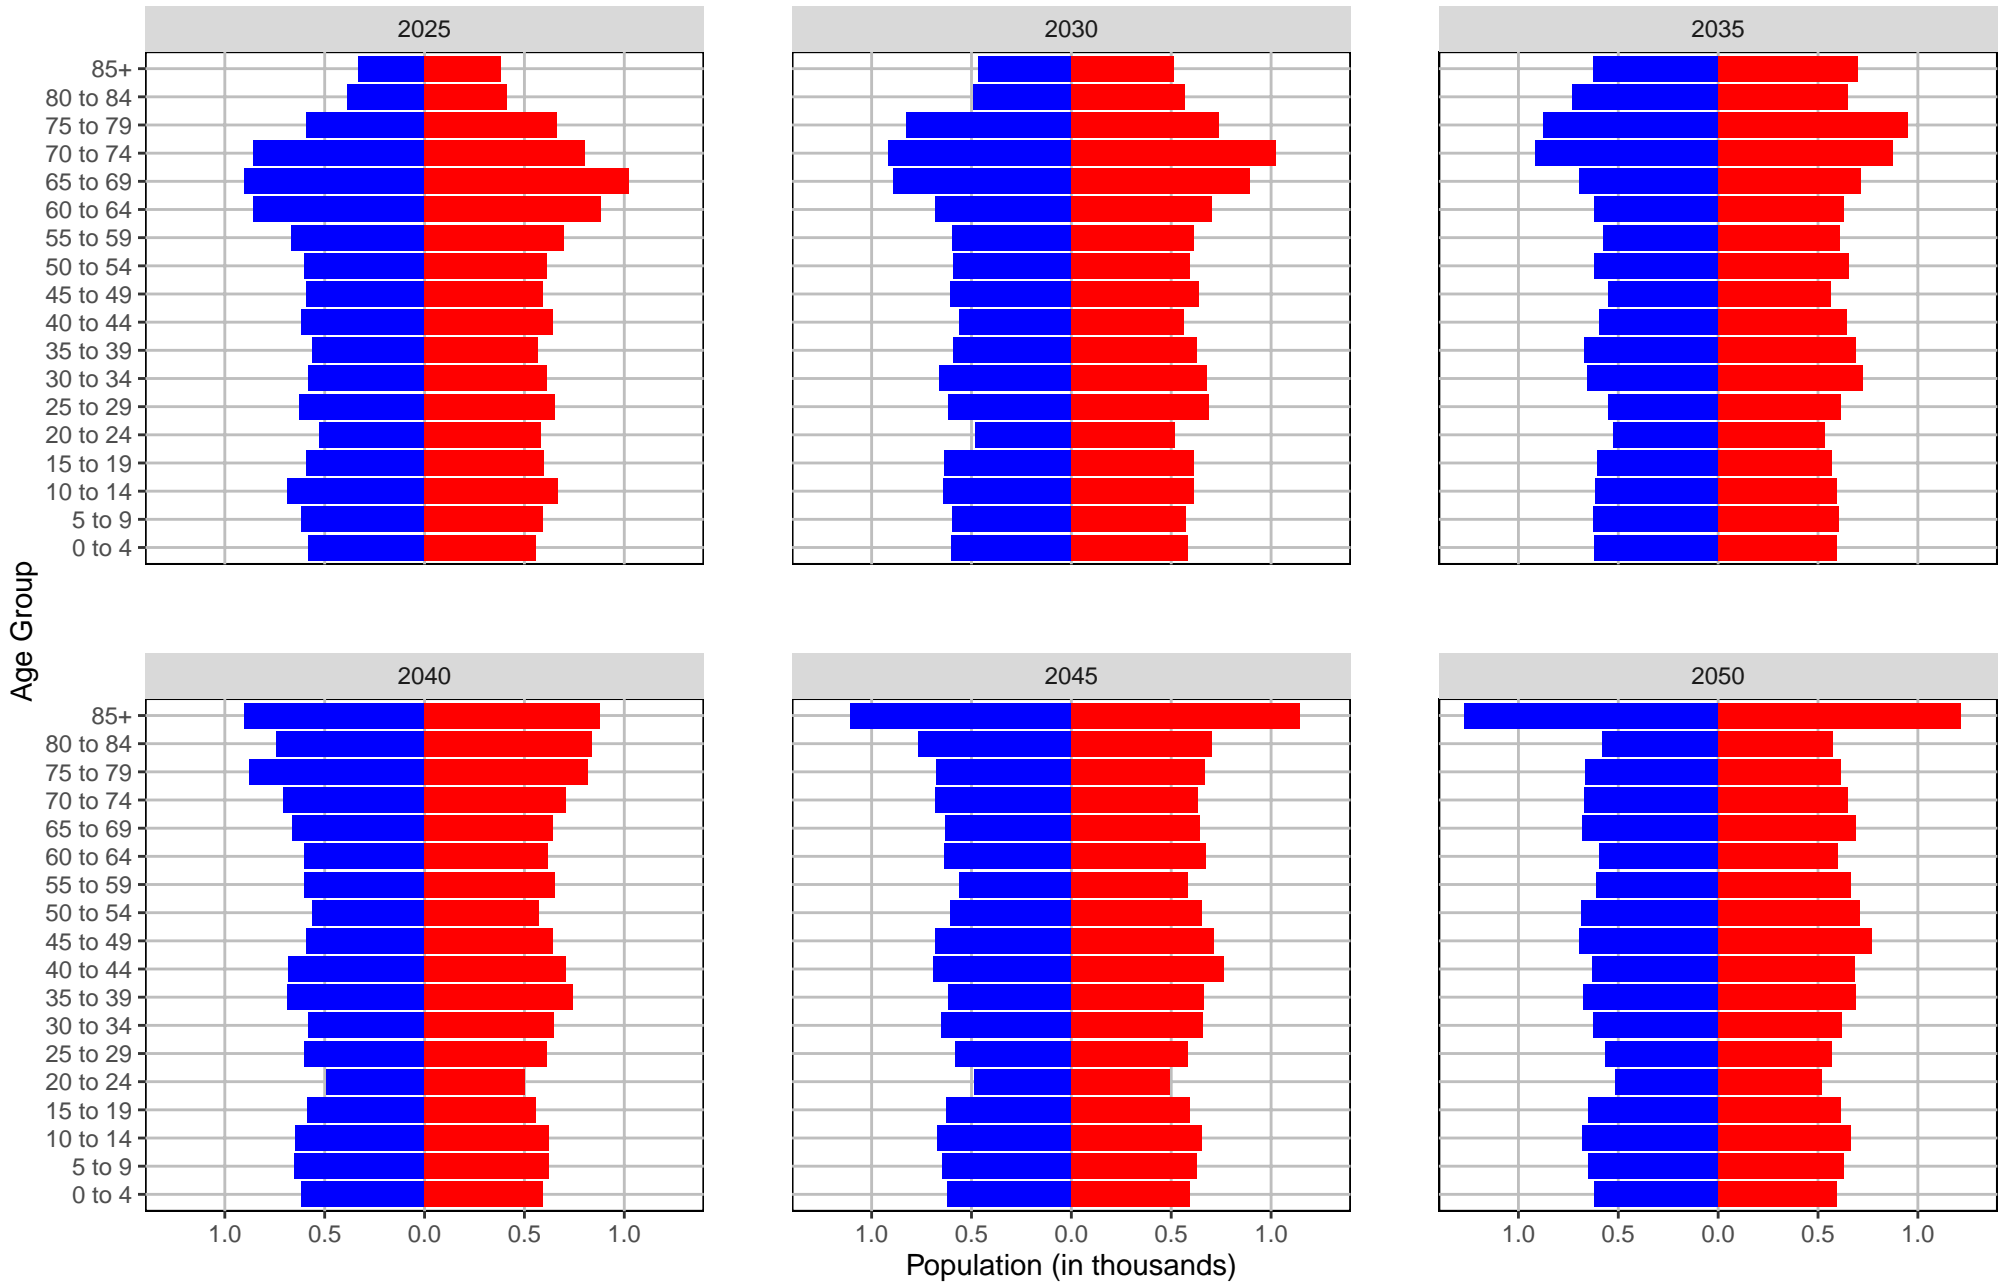 2025
2030
2035
85+
80 to 84
75 to 79
70 to 74
65 to 69
60 to 64
55 to 59
50 to 54
45 to 49
40 to 44
35 to 39
30 to 34
25 to 29
20 to 24
15 to 19
10 to 14
5 to 9
0 to 4
Age Group
2040
2045
2050
85+
80 to 84
75 to 79
70 to 74
65 to 69
60 to 64
55 to 59
50 to 54
45 to 49
40 to 44
35 to 39
30 to 34
25 to 29
20 to 24
15 to 19
10 to 14
5 to 9
0 to 4
1.0 0.5 0.0 0.5 1.0
1.0 0.5 0.0 0.5 1.0
1.0 0.5 0.0 0.5 1.0
Population (in thousands)